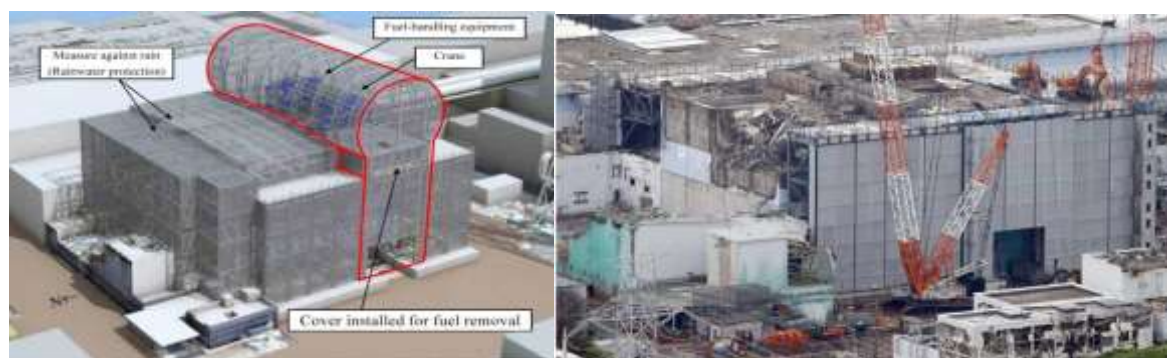 Fuel-handling equipment
Measure against rain
(Rainwater protection)
Crane
Cover installed for fuel removal